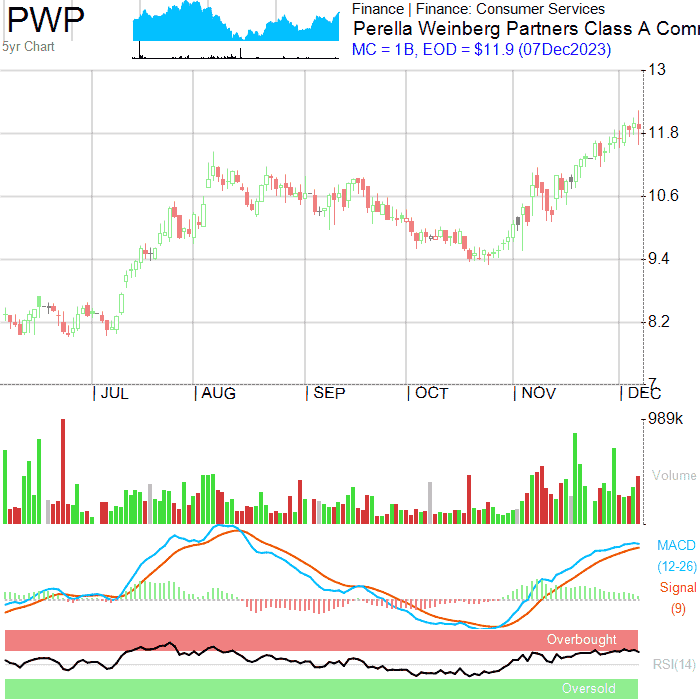 PWP
5yr Chart
Finance | Finance: Consumer Services
Perella Weinberg Partners Class A Com
MC = 1B, EOD = $11.9 (07Dec2023)
13
11.8
10.6
9.4
8.2
7
JUL
AUG
SEP
OCT
NOV
DEC
989k
Volume
MACD
(12-26)
Signal
(9)
Overbought
RSI(14)
Oversold